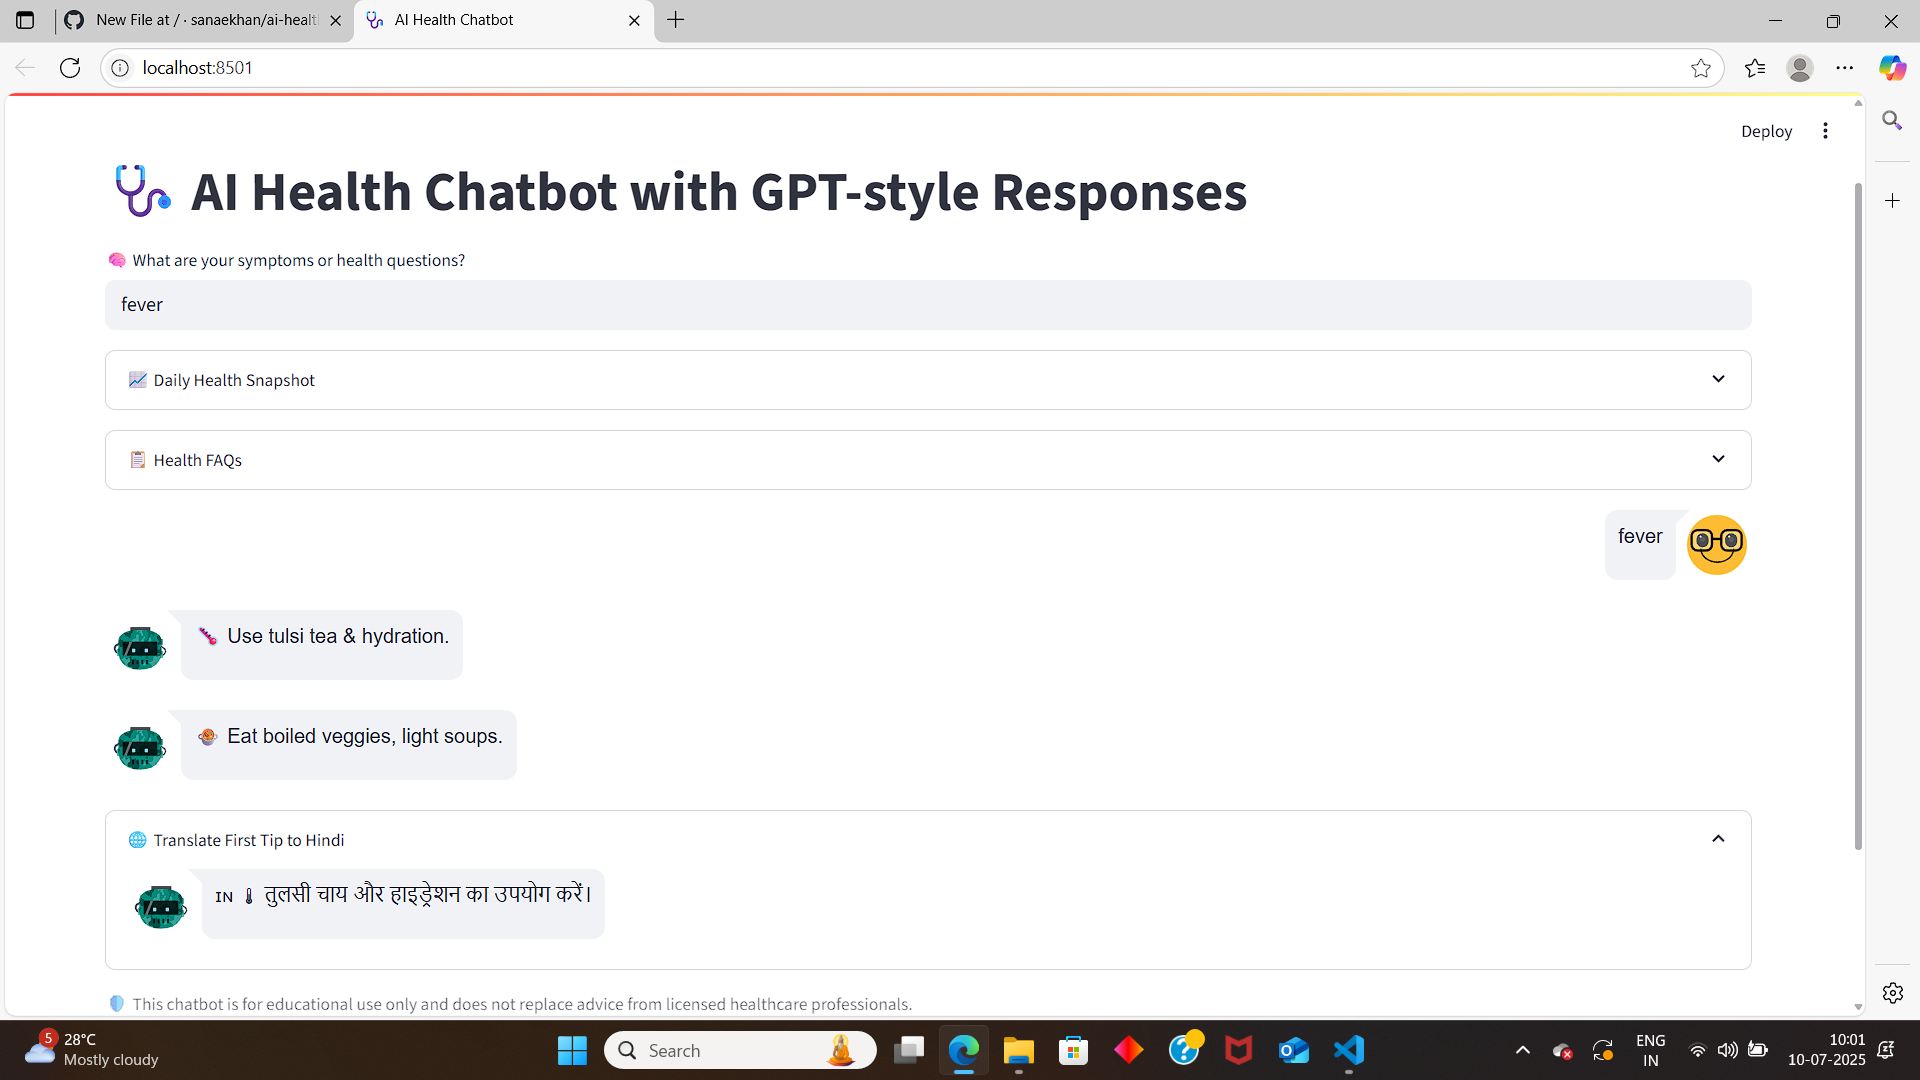 New File at / · sanaekhan/ai-healt
AI Health Chatbot
localhost:8501
Deploy
AI Health Chatbot with GPT-style Responses
What are your symptoms or health questions?
fever
Daily Health Snapshot
Health FAQs
fever
Use tulsi tea & hydration.
Eat boiled veggies, light soups.
Translate First Tip to Hindi
IN तुलसी चाय और हाइड्रेशन का उपयोग करें।
This chatbot is for educational use only and does not replace advice from licensed healthcare professionals.
5
28°C
Mostly cloudy
Search
ENG
IN
10:01
10-07-2025